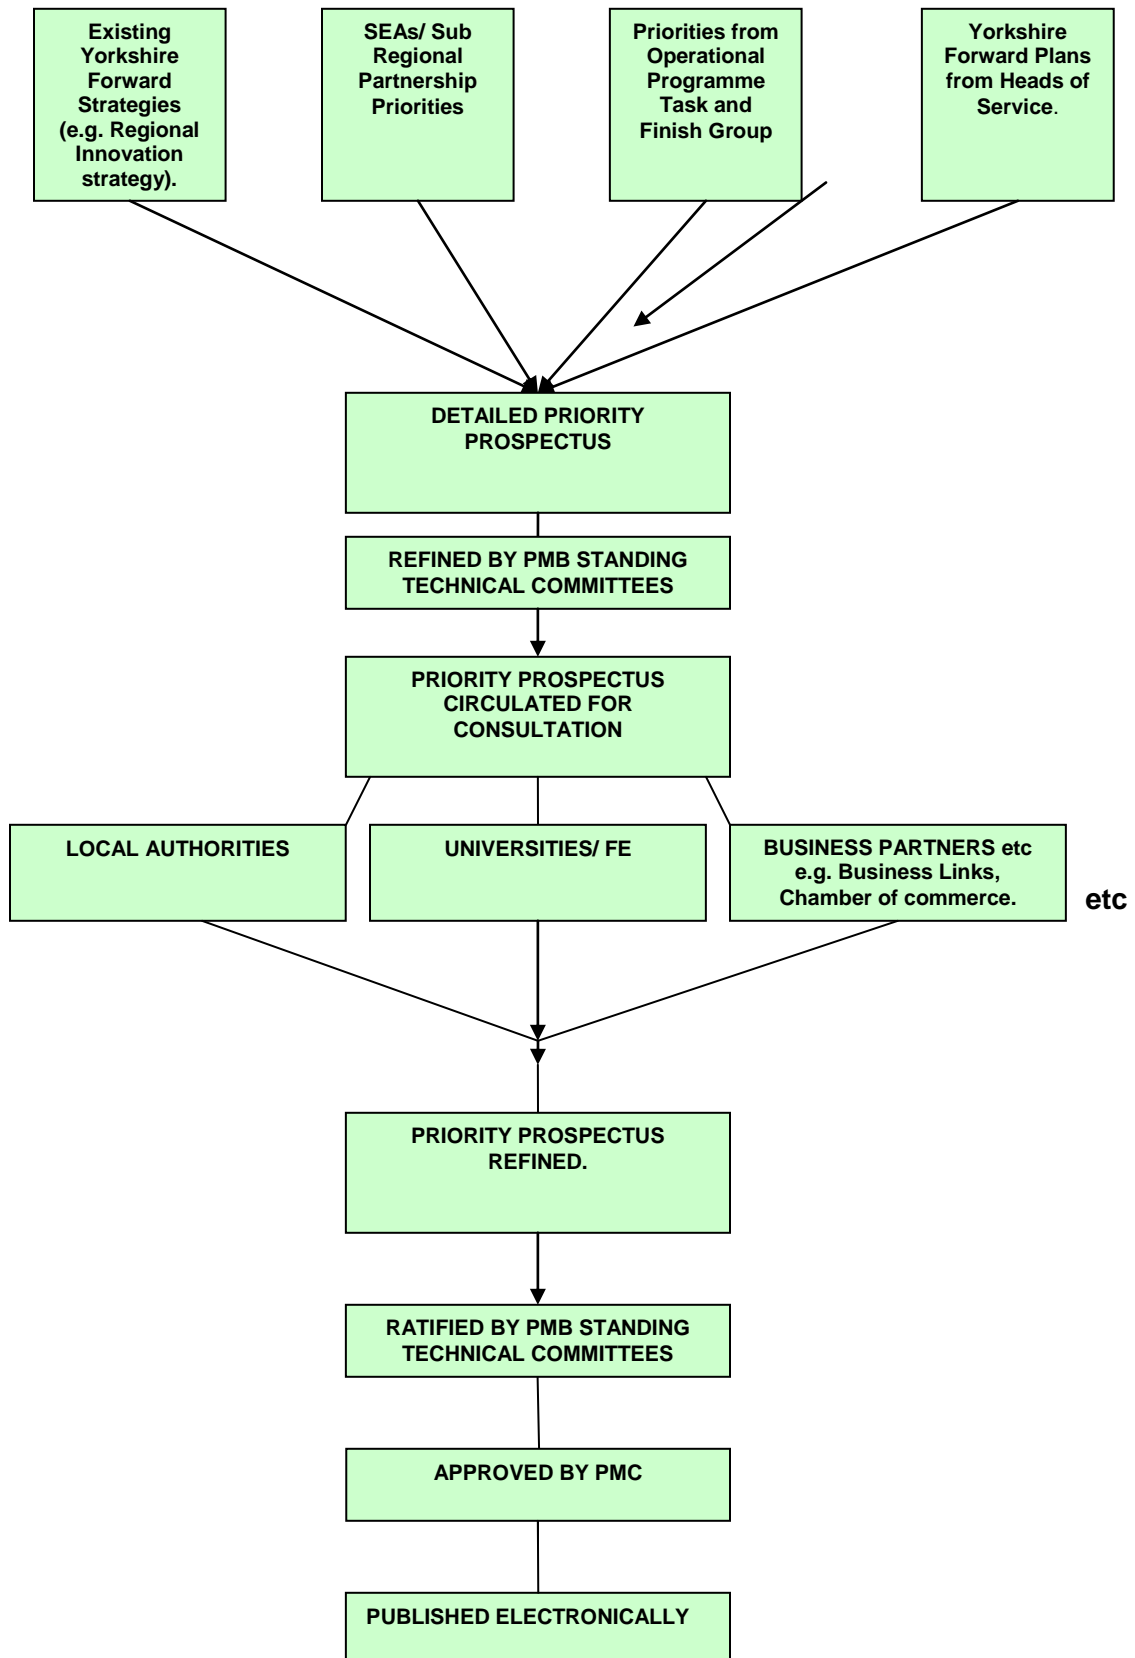 Existing
Yorkshire
Forward
Strategies
(e.g. Regional
Innovation
strategy).
SEAs/ Sub
Regional
Partnership
Priorities
Priorities from
Operational
Programme
Task and
Finish Group
Yorkshire
Forward Plans
from Heads of
Service.
DETAILED PRIORITY
PROSPECTUS
REFINED BY PMB STANDING
TECHNICAL COMMITTEES
PRIORITY PROSPECTUS
CIRCULATED FOR
CONSULTATION
LOCAL AUTHORITIES
UNIVERSITIES/ FE
BUSINESS PARTNERS etc
e.g. Business Links,
Chamber of commerce.
etc
PRIORITY PROSPECTUS
REFINED.
RATIFIED BY PMB STANDING
TECHNICAL COMMITTEES
APPROVED BY PMC
PUBLISHED ELECTRONICALLY